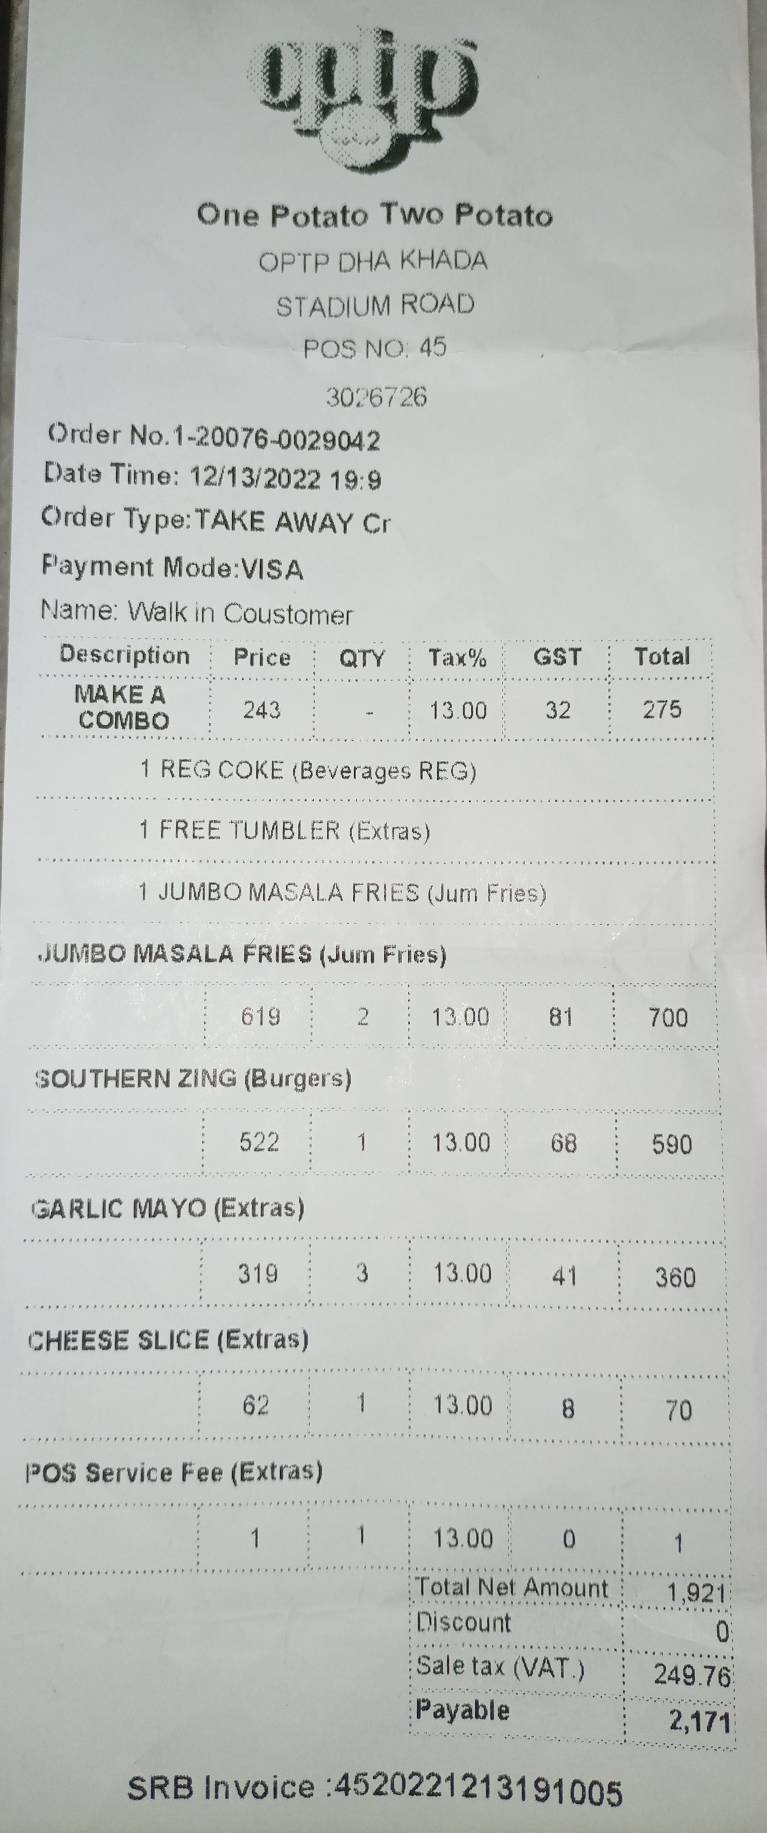 optp
One Potato Two Potato
OPTP DHA KHADA
STADIUM ROAD
POS NO: 45
3026726
Order No.1-20076-0029042
Date Time: 12/13/2022 19:9
Order Type:TAKE AWAY Cr
Payment Mode:VISA
Name: Walk in Coustomer
Description Price QTY Tax% GST Total
MAKE A
COMBO 243 - 13.00 32 275
1 REG COKE (Beverages REG)
1 FREE TUMBLER (Extras)
1 JUMBO MASALA FRIES (Jum Fries)
JUMBO MASALA FRIES (Jum Fries)
619 2 13.00 81 700
SOUTHERN ZING (Burgers)
522 1 13.00 68 590
GARLIC MAYO (Extras)
319 3 13.00 41 360
CHEESE SLICE (Extras)
62 1 13.00 8 70
POS Service Fee (Extras)
1 1 13.00 0 1
Total Net Amount 1,921
Discount 0
Sale tax (VAT.) 249.76
Payable 2,171
SRB Invoice :4520221213191005